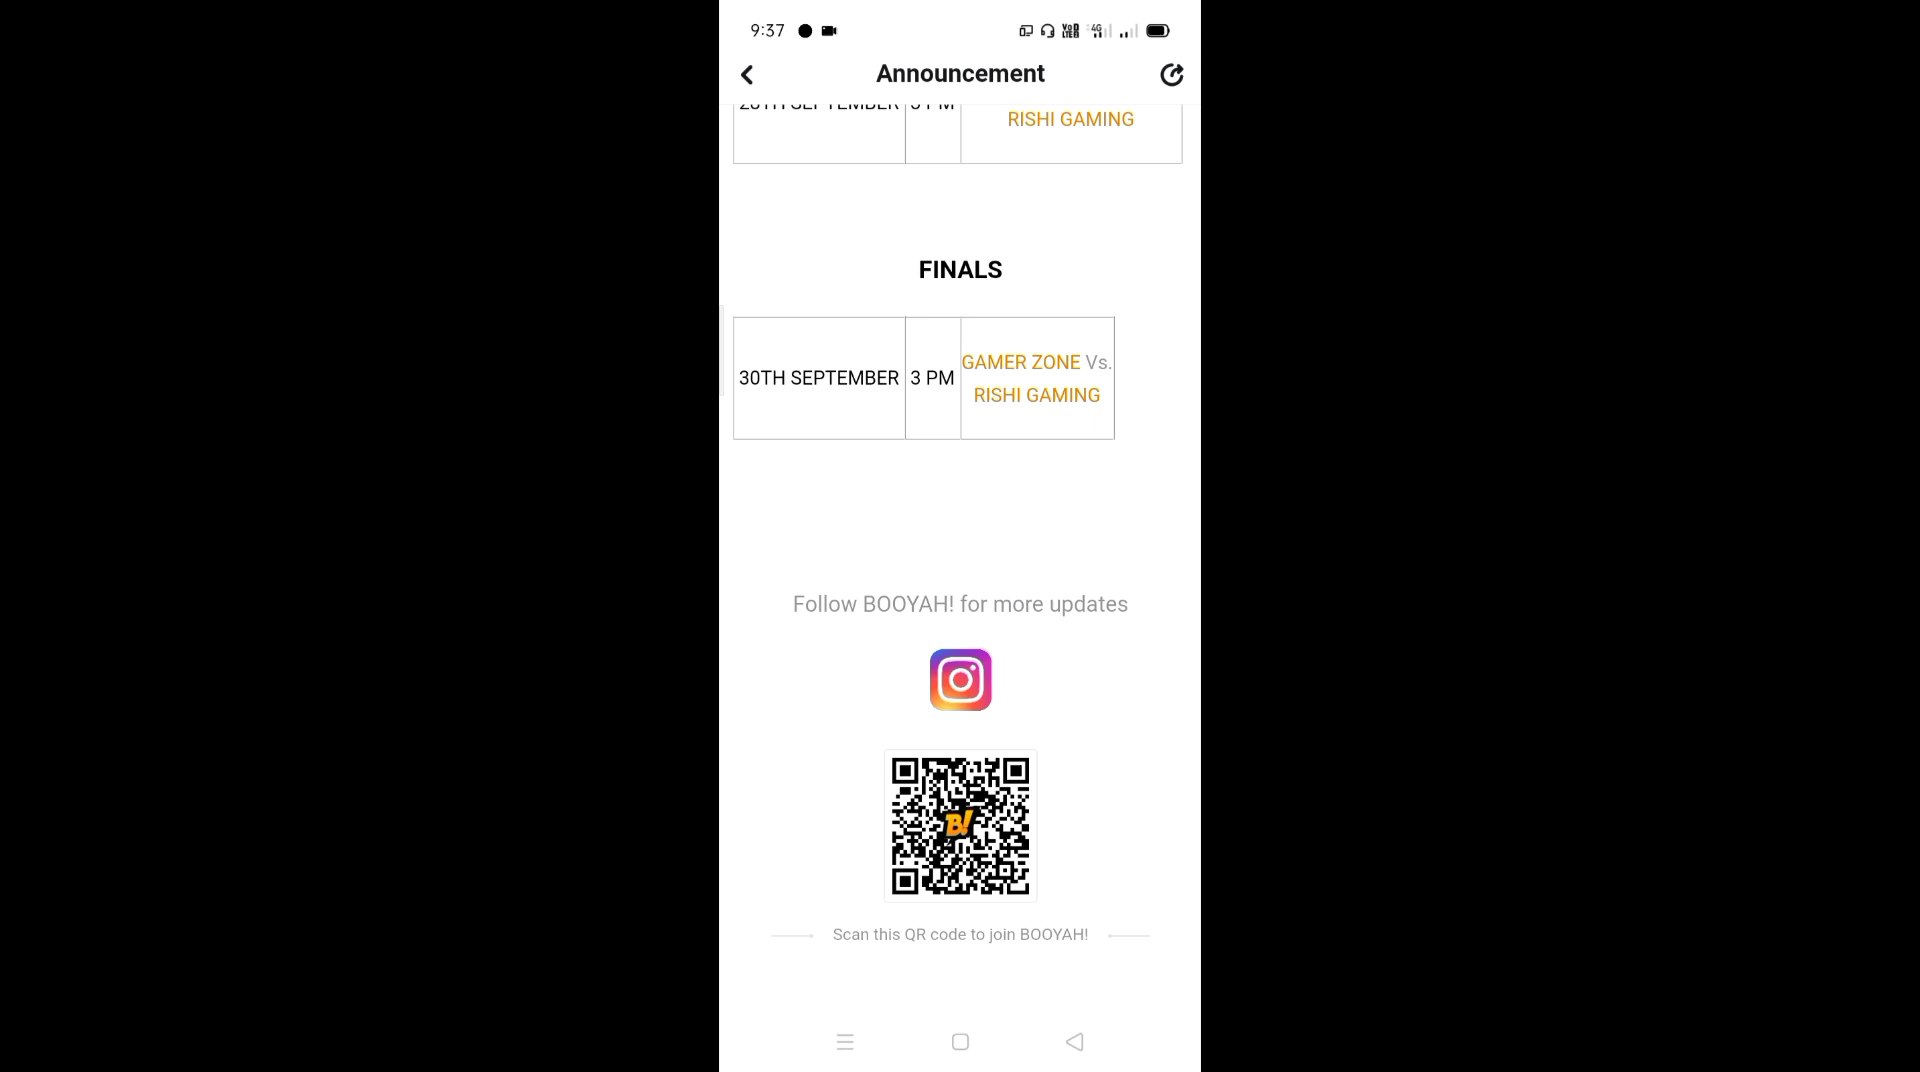 9:37
Announcement
RISHI GAMING
FINALS
30TH SEPTEMBER 3 PM GAMER ZONE Vs.
RISHI GAMING
Follow BOOYAH! for more updates
B!
Scan this QR code to join BOOYAH!